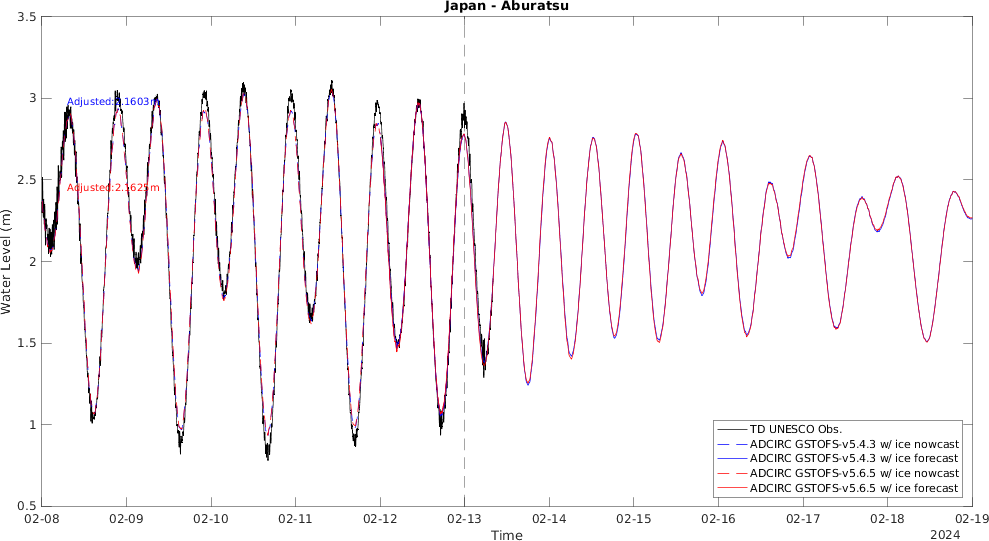 Japan - Aburatsu
Water Level (m)
3.5
3
2.5
2
1.5
1
0.5
Adjusted:2.1603m
Adjusted:2.1625m
TD UNESCO Obs.
ADCIRC GSTOFS-v5.4.3 w/ ice nowcast
ADCIRC GSTOFS-v5.4.3 w/ ice forecast
ADCIRC GSTOFS-v5.6.5 w/ ice nowcast
ADCIRC GSTOFS-v5.6.5 w/ ice forecast
02-08 02-09 02-10 02-11 02-12 02-13 02-14 02-15 02-16 02-17 02-18 02-19
Time
2024